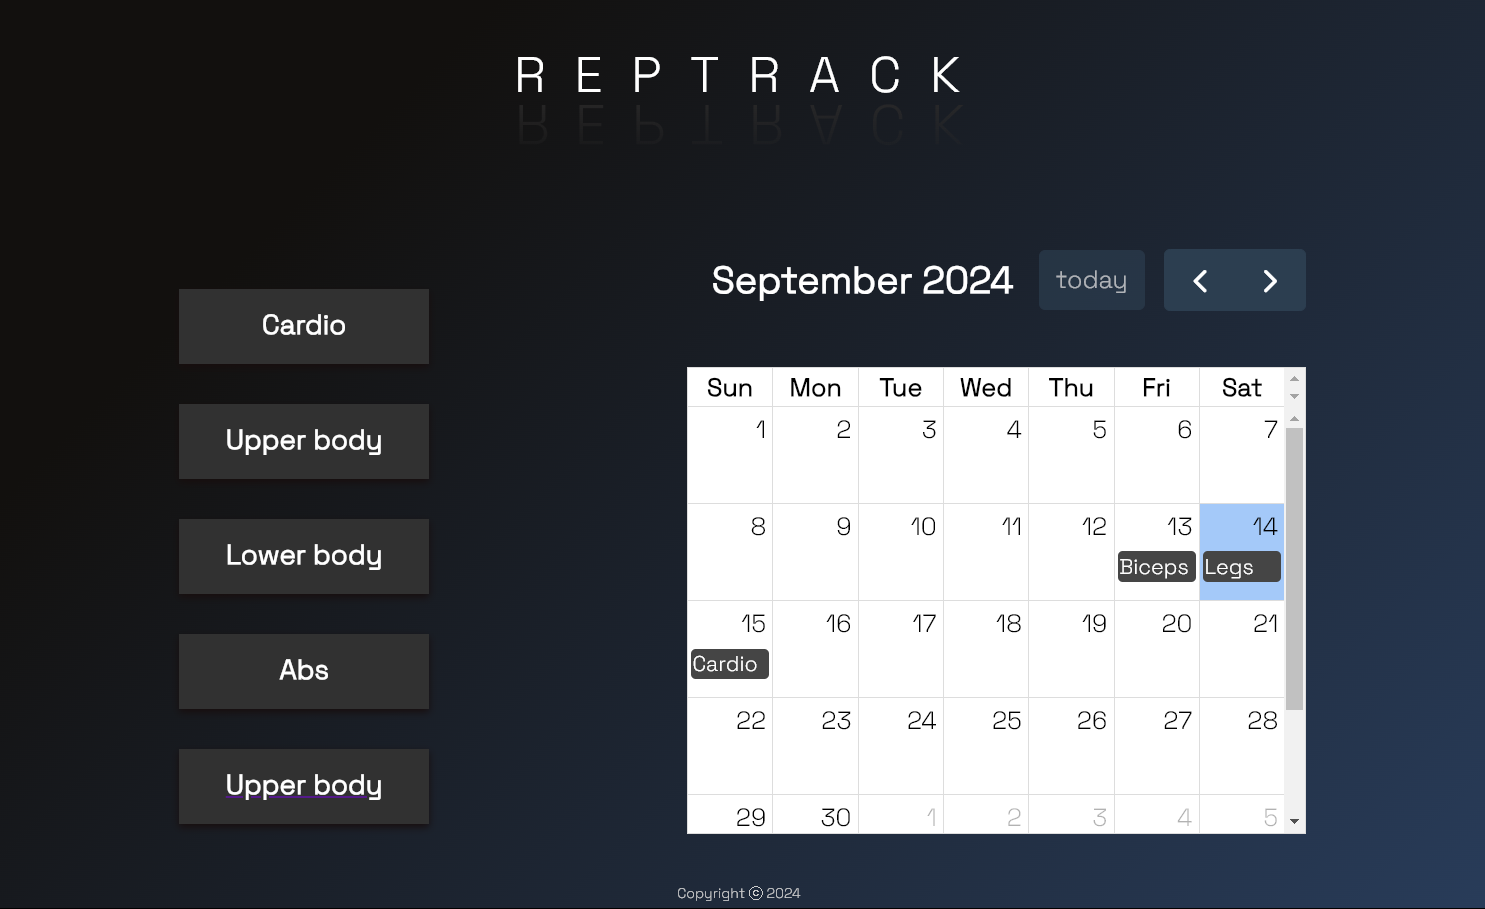 REPTRACK
REPTRACK
Cardio
Upper body
Lower body
Abs
Upper body
September 2024 today
Sun Mon Tue Wed Thu Fri Sat
1 2 3 4 5 6 7
8 9 10 11 12 13 14
Biceps Legs
15 16 17 18 19 20 21
Cardio
22 23 24 25 26 27 28
29 30 1 2 3 4 5
Copyright © 2024